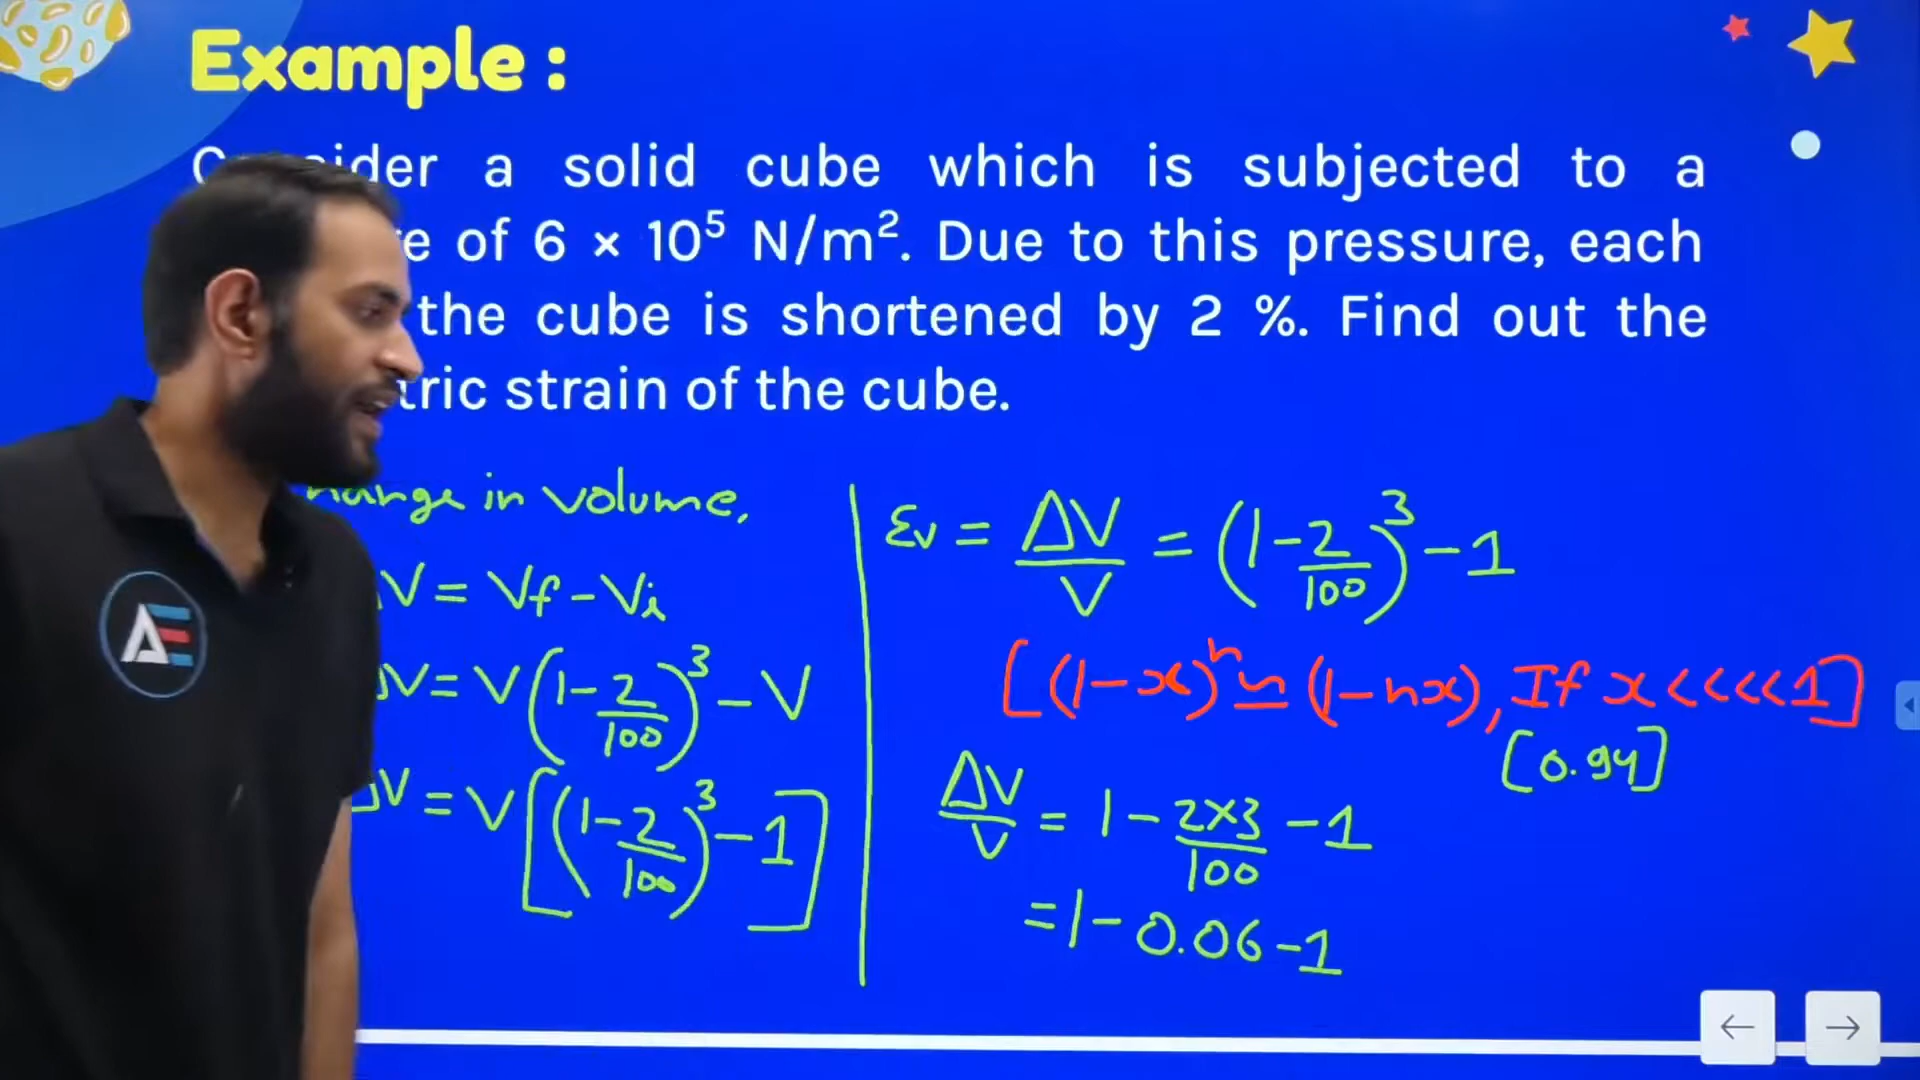 Example :
a solid cube which is subjected to a
of 6 × 10⁵ N/m². Due to this pressure, each
the cube is shortened by 2 %. Find out the
strain of the cube.
in volume,
V = Vf - Vi
V = V(1 - 2/100)³ - V
ΔV = V[(1 - 2/100)³ - 1]
εv = ΔV/V = (1 - 2/100)³ - 1
[(1-x)ⁿ ≃ (1-nx), If x <<<< 1]
[0.94]
ΔV/V = 1 - 2×3/100 - 1
= 1 - 0.06 - 1
AE
← →